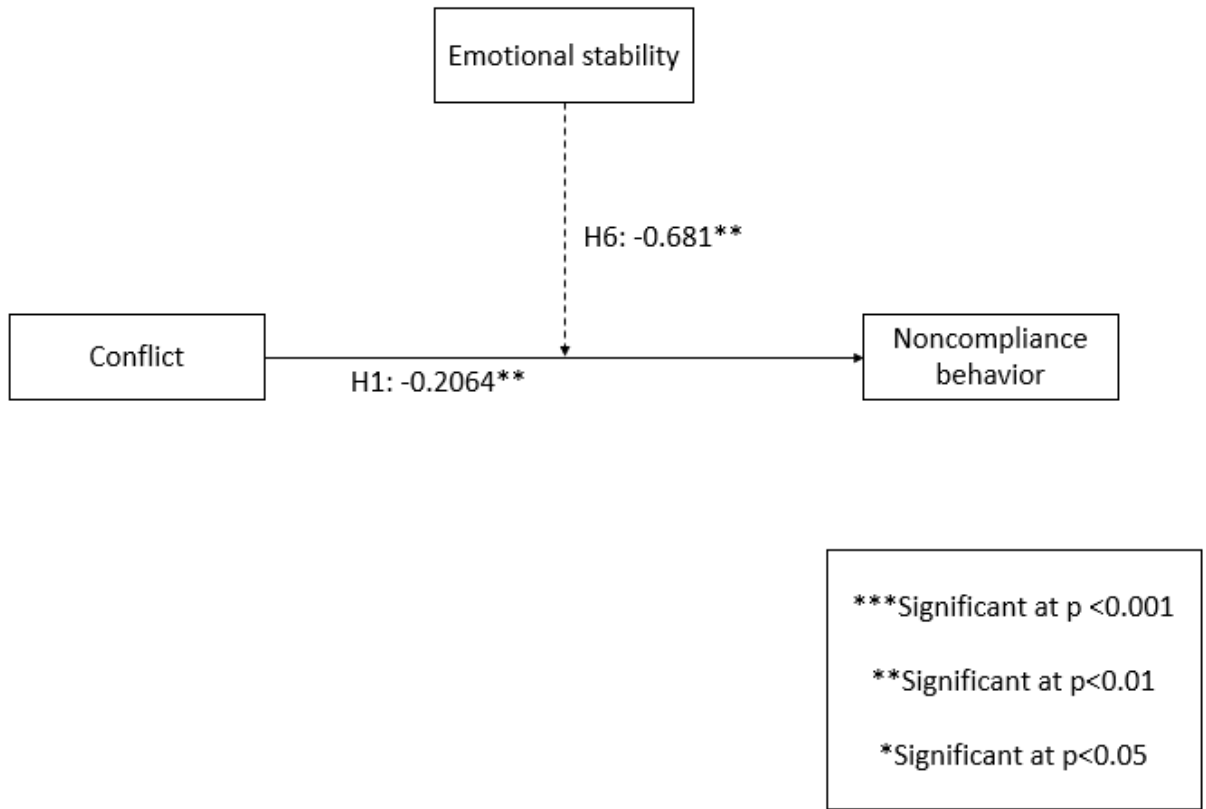 Emotional stability
H6: -0.681**
Conflict
H1: -0.2064**
Noncompliance
behavior
***Significant at p <0.001
**Significant at p<0.01
*Significant at p<0.05